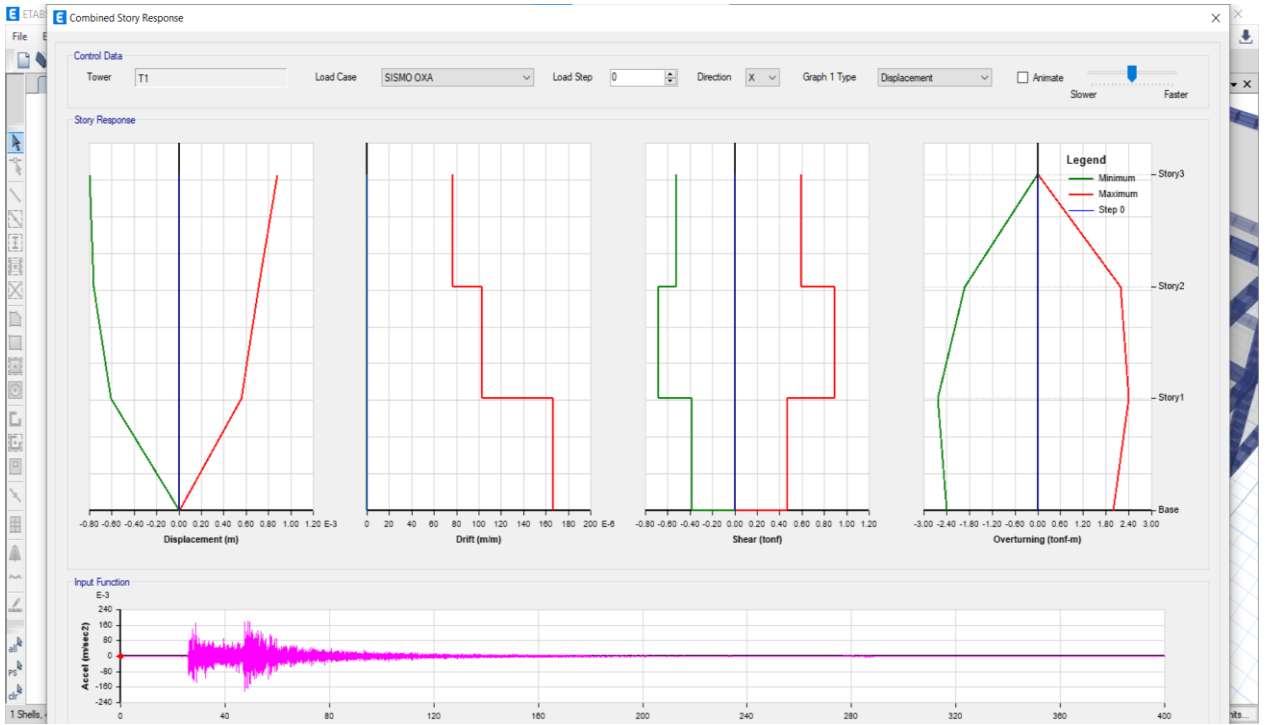 ETABS
Combined Story Response
File
Control Data
Tower T1 Load Case SISMO OXA Load Step 0 Direction X Graph 1 Type Displacement Animate
Slower Faster
Story Response
Legend
Minimum
Maximum
Step 0
Story3
Story2
Story1
Base
-0.80 -0.60 -0.40 -0.20 0.00 0.20 0.40 0.60 0.80 1.00 1.20 E-3
Displacement (m)
0 20 40 60 80 100 120 140 160 180 200 E-6
Drift (m/m)
-0.80 -0.60 -0.40 -0.20 0.00 0.20 0.40 0.60 0.80 1.00 1.20
Shear (tonf)
-3.00 -2.40 -1.80 -1.20 -0.60 0.00 0.60 1.20 1.80 2.40 3.00
Overturning (tonf-m)
Input Function
E-3
240
160
80
0
-80
-160
-240
Accel (m/sec2)
0 40 80 120 160 200 240 280 320 360 400
all
ps
clr
1 Shells,